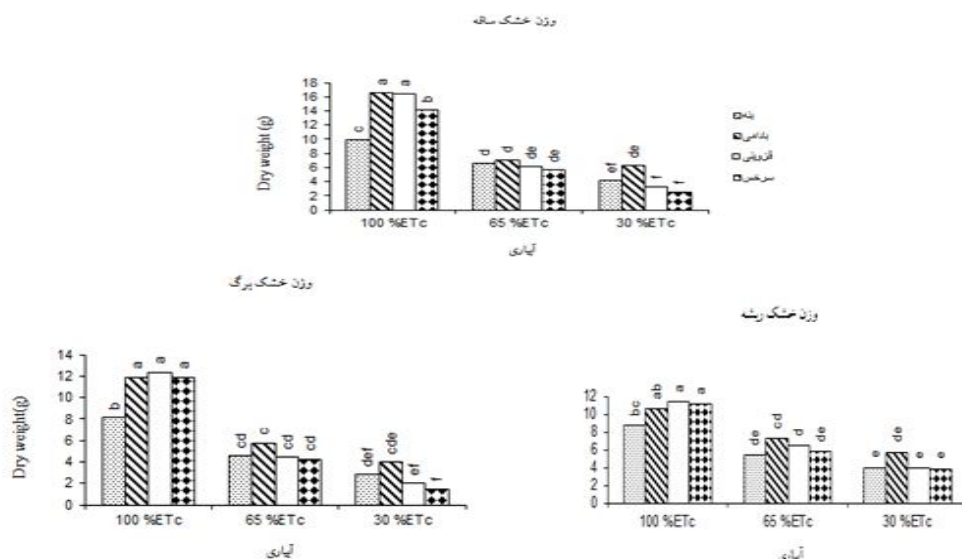 وزن خشک ساقه
Dry weight (g)
18
16
14
12
10
8
6
4
2
0
c a a b
d d de de
ef de f f
100 %ETc 65 %ETc 30 %ETc
آبیاری
بنه
بادامی
قزوینی
سرخس
وزن خشک برگ
Dry weight(g)
14
12
10
8
6
4
2
0
b a a a
cd c cd cd
def cde ef f
100 %ETc 65 %ETc 30 %ETc
آبیاری
وزن خشک ریشه
12
10
8
6
4
2
0
bc ab a a
de cd d de
e de e e
100 %ETc 65 %ETc 30 %ETc
آبیاری